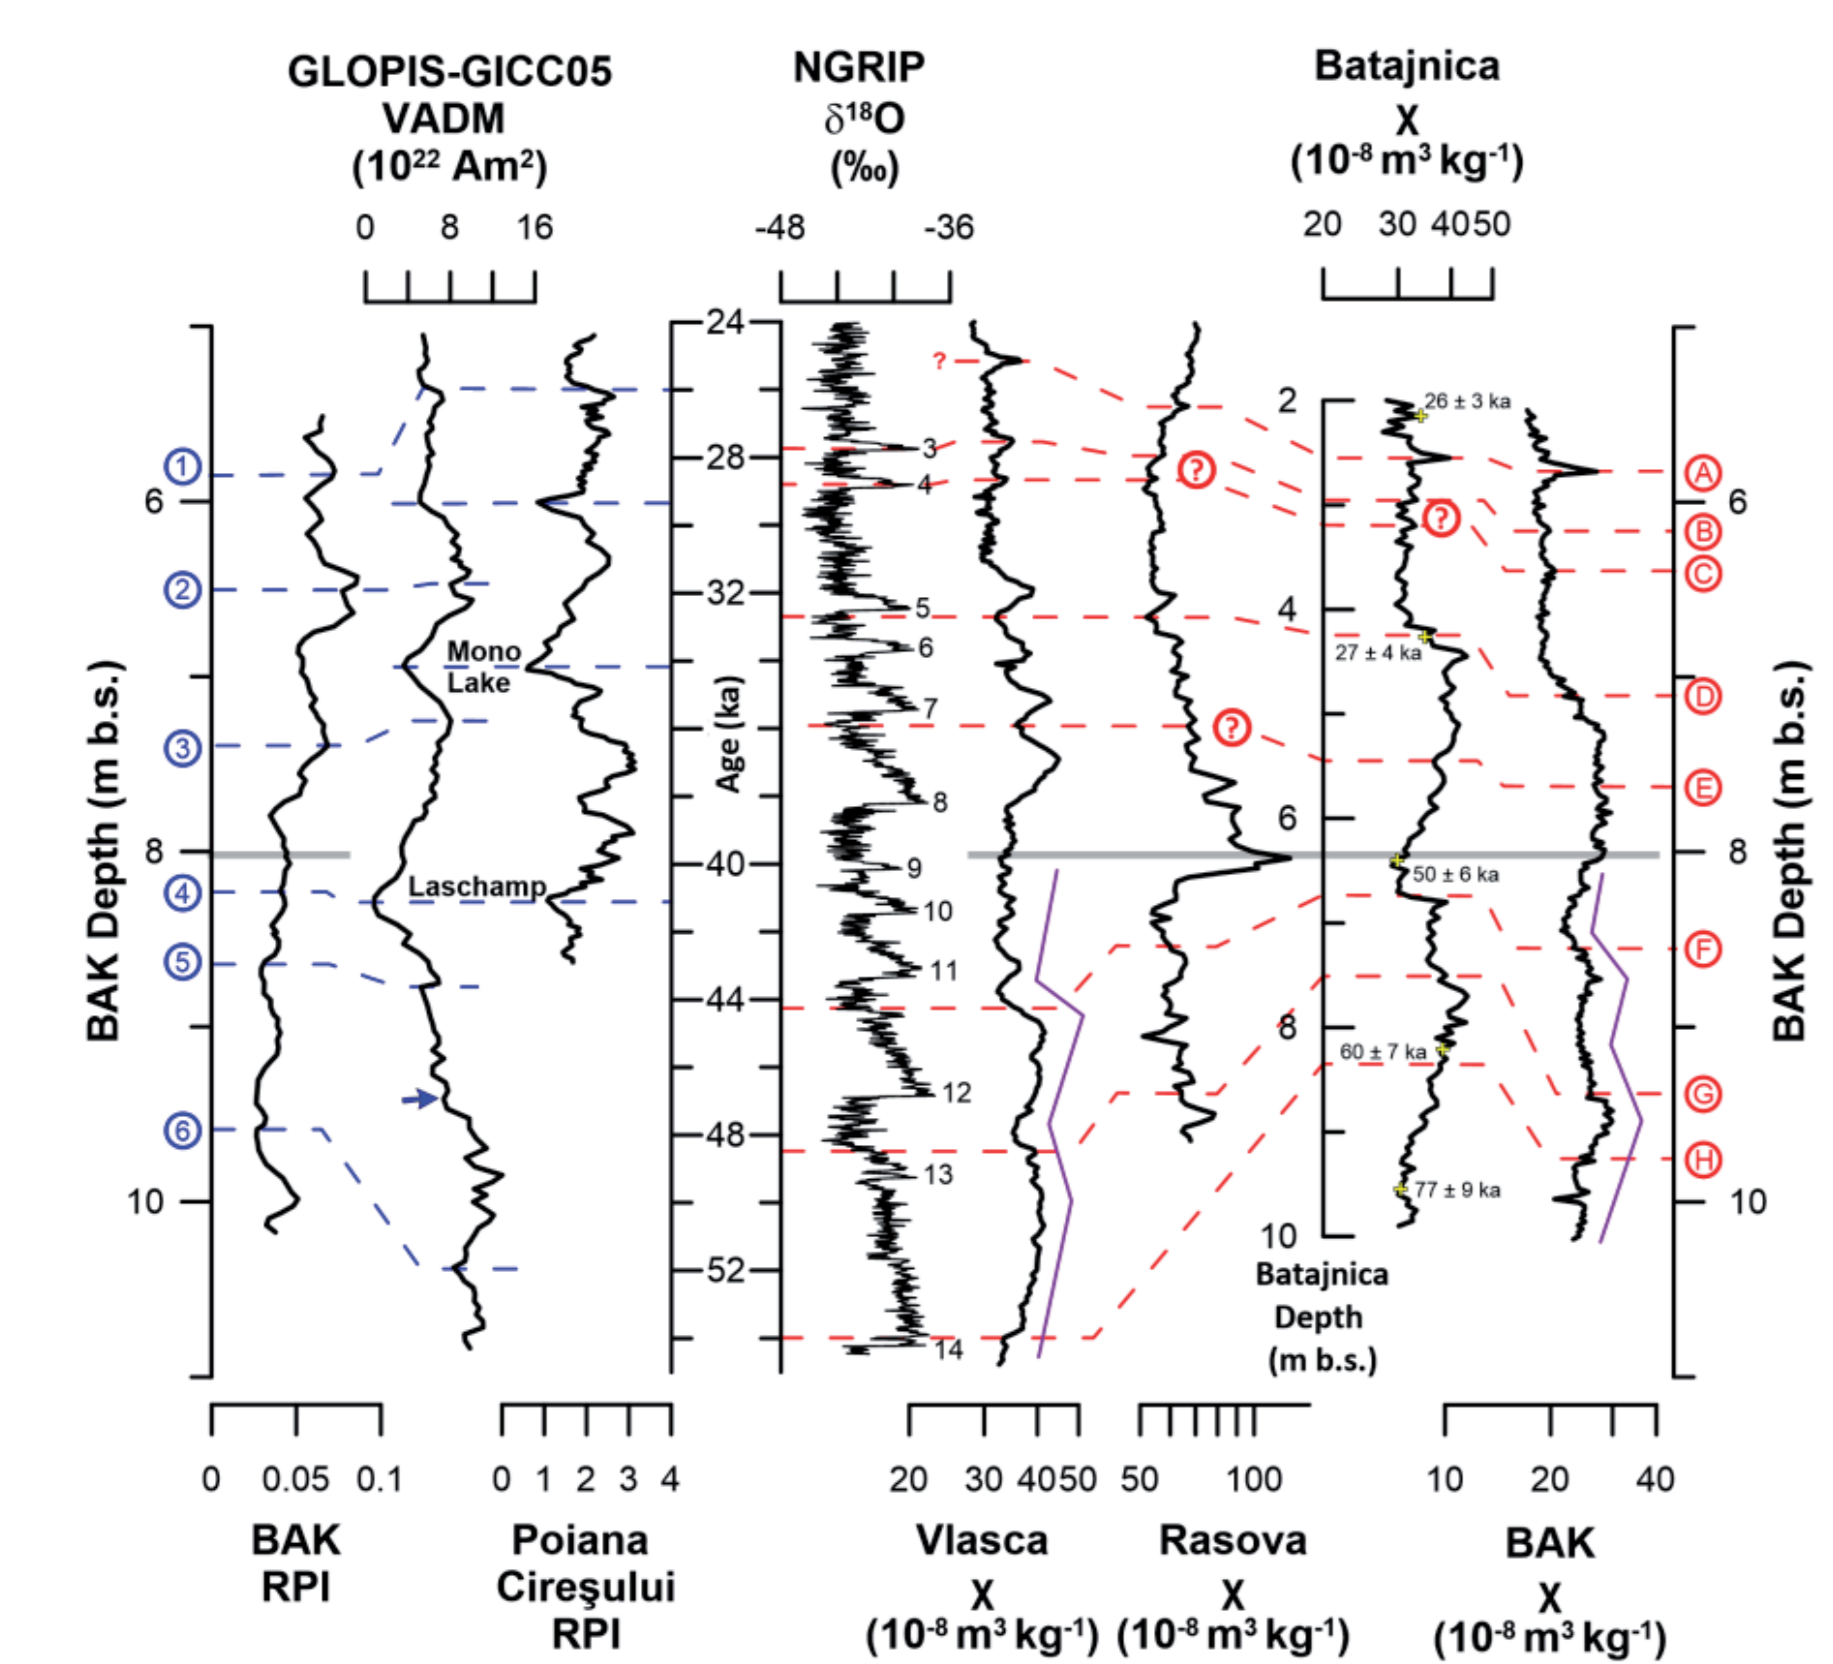 GLOPIS-GICC05
VADM
(10²² Am²)
0 8 16
NGRIP
δ¹⁸O
(‰)
-48 -36
Batajnica
X
(10⁻⁸ m³ kg⁻¹)
20 30 40 50
BAK Depth (m b.s.)
6
8
10
1
2
3
4
5
6
Mono
Lake
Laschamp
Age (ka)
24
28
32
40
44
48
52
3
4
5
6
7
8
9
10
11
12
13
14
?
?
?
?
2
4
6
8
10
Batajnica
Depth
(m b.s.)
26 ± 3 ka
27 ± 4 ka
50 ± 6 ka
60 ± 7 ka
77 ± 9 ka
A
B
C
D
E
F
G
H
6
8
10
BAK Depth (m b.s.)
0 0.05 0.1
BAK
RPI
0 1 2 3 4
Poiana
Cireşului
RPI
20 30 40 50
Vlasca
X
(10⁻⁸ m³ kg⁻¹)
50 100
Rasova
X
(10⁻⁸ m³ kg⁻¹)
10 20 40
BAK
X
(10⁻⁸ m³ kg⁻¹)